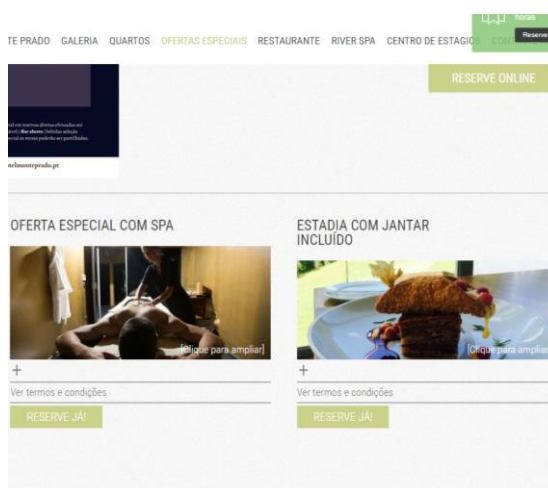 horais
Reserve
TE PRADO GALERIA QUARTOS OFERTAS ESPECIAIS RESTAURANTE RIVER SPA CENTRO DE ESTAGIOS
RESERVE ONLINE
OFERTA ESPECIAL COM SPA
[Clique para ampliar]
+
Ver termos e condições
RESERVE JÁ!
ESTADIA COM JANTAR
INCLUÍDO
[Clique para ampliar]
+
Ver termos e condições
RESERVE JÁ!